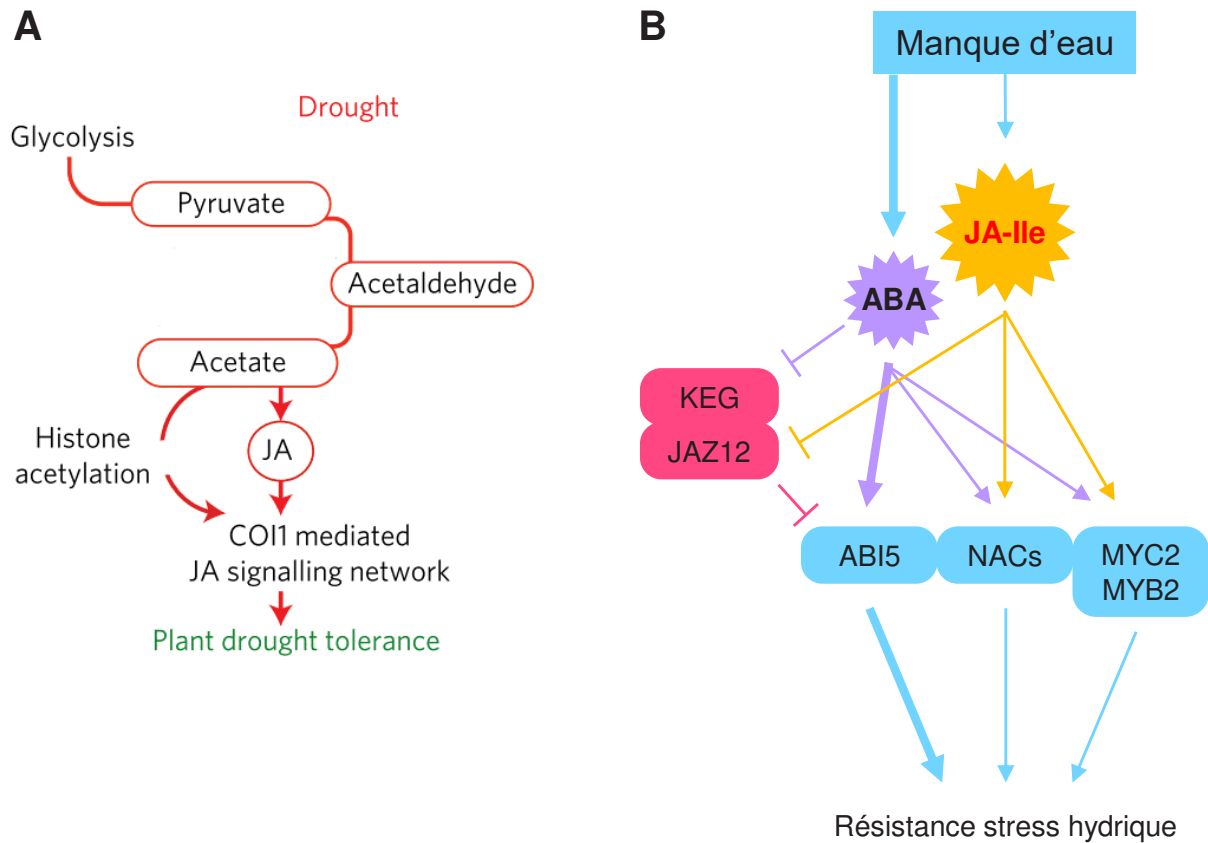 A
Drought
Glycolysis
Pyruvate
Acetaldehyde
Acetate
Histone
acetylation
JA
COI1 mediated
JA signalling network
Plant drought tolerance
B
Manque d’eau
JA-Ile
ABA
KEG
JAZ12
ABI5
NACs
MYC2
MYB2
Résistance stress hydrique